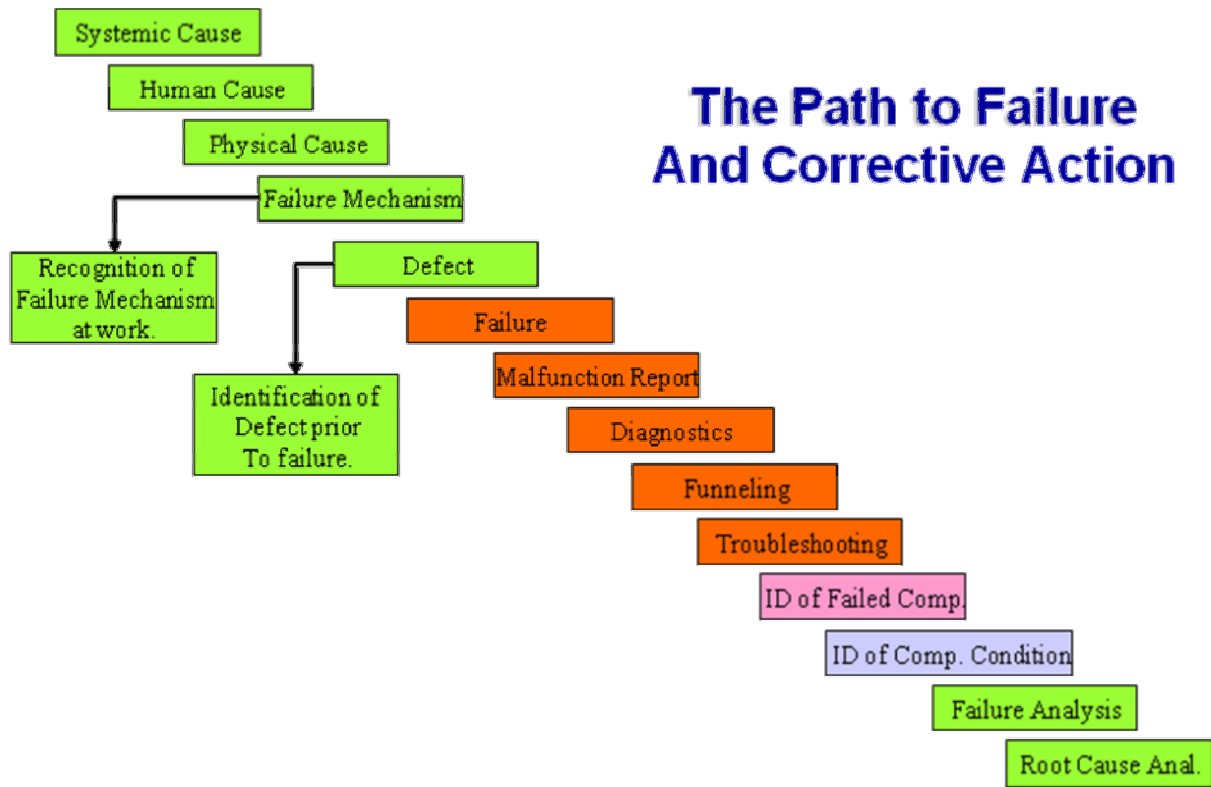 Systemic Cause
Human Cause
The Path to Failure
And Corrective Action
Physical Cause
Failure Mechanism
Recognition of
Failure Mechanism
at work.
Defect
Failure
Malfunction Report
Identification of
Defect prior
To failure.
Diagnostics
Funneling
Troubleshooting
ID of Failed Comp.
ID of Comp. Condition
Failure Analysis
Root Cause Anal.